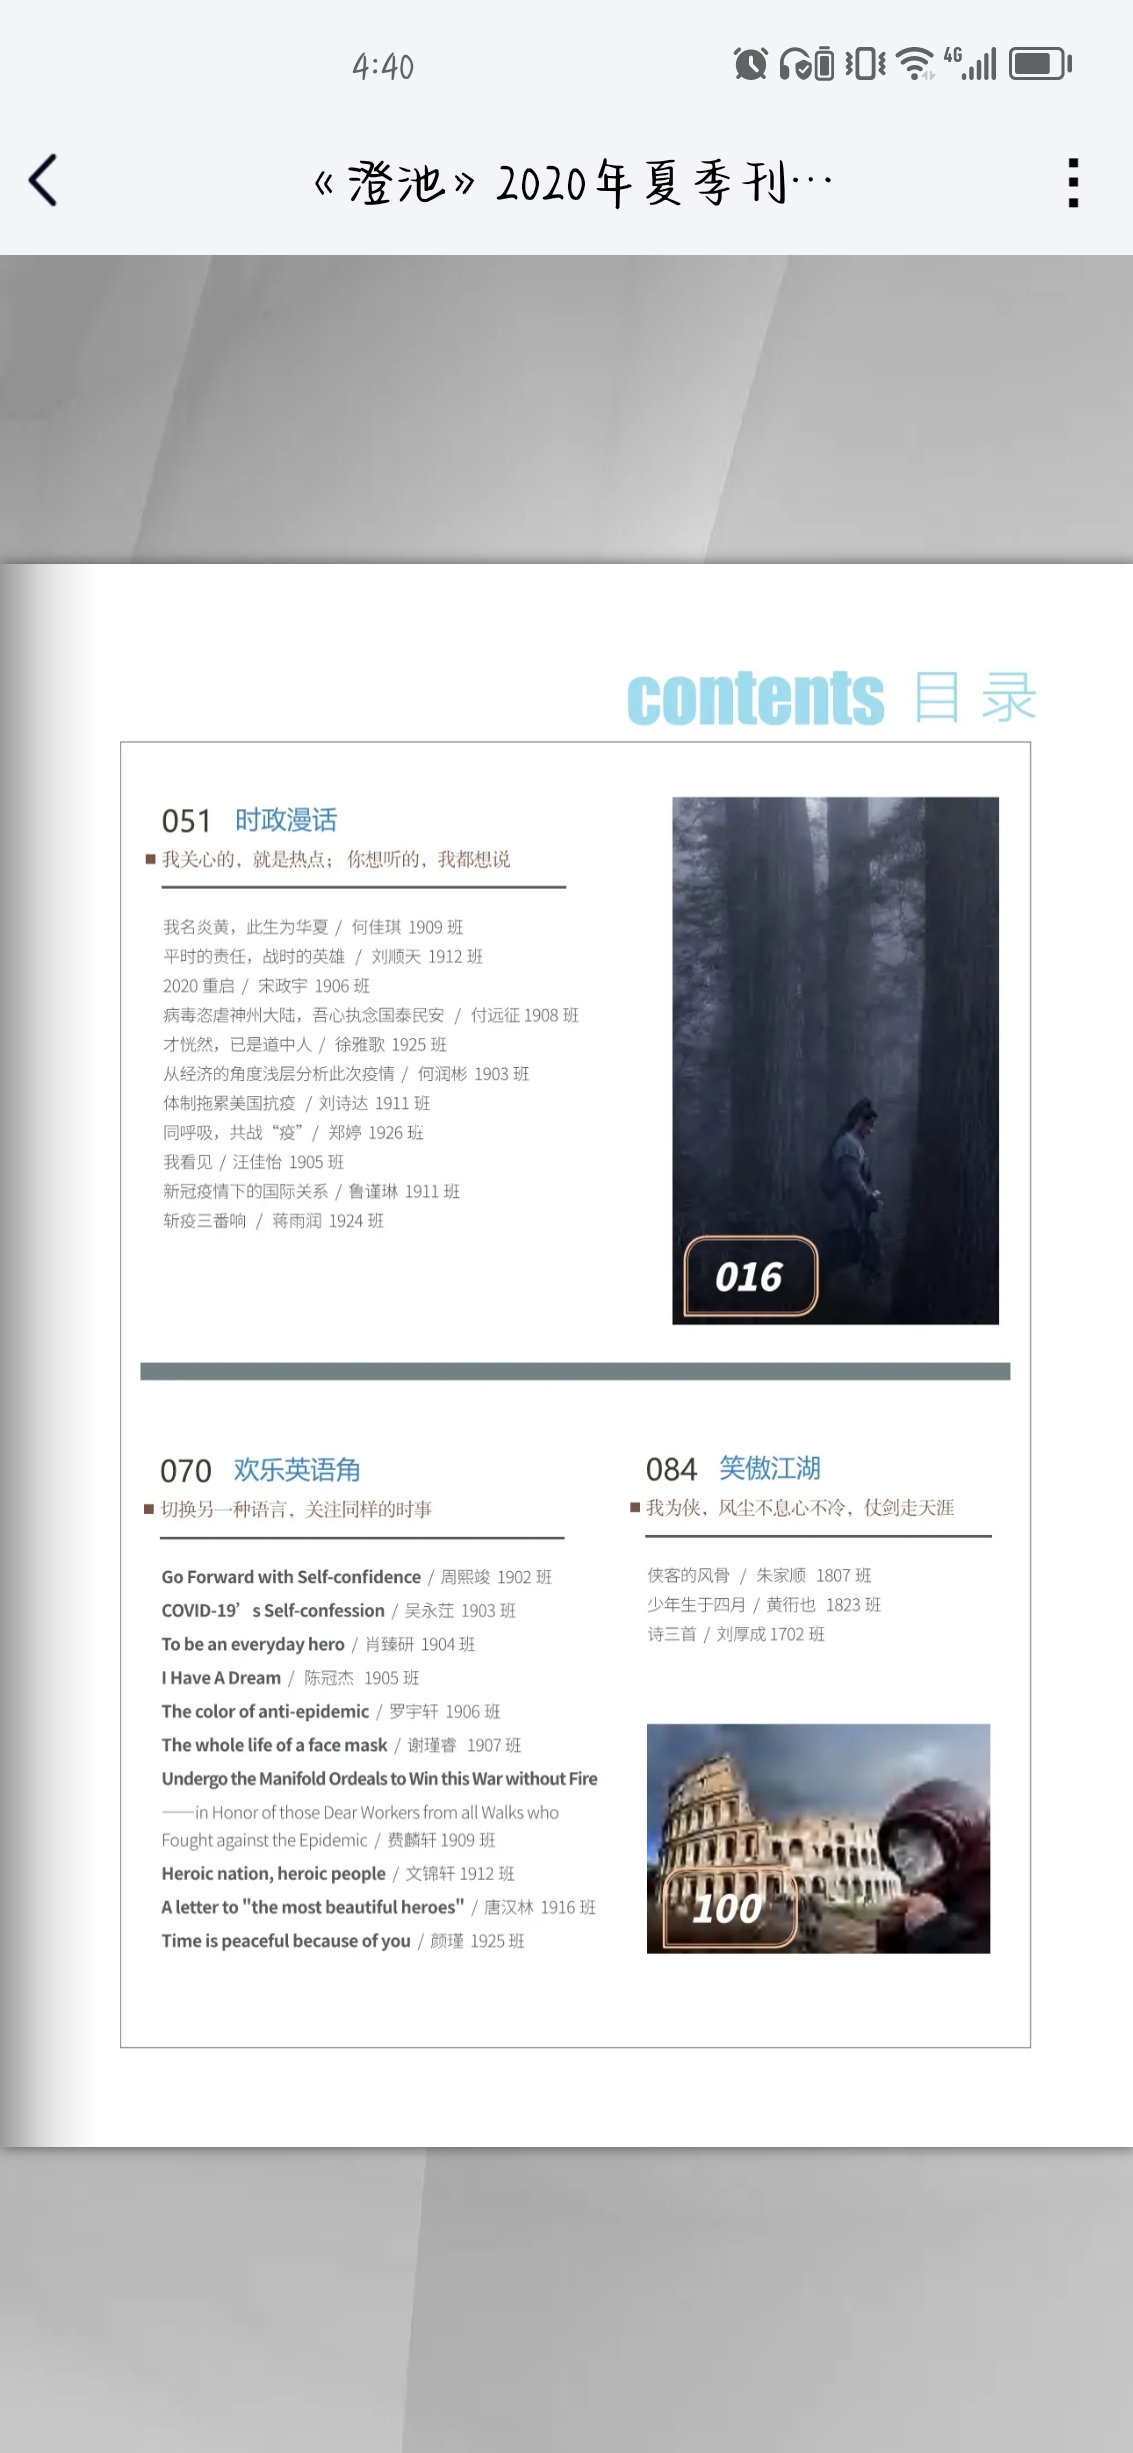 4:40
4G
《澄池》2020年夏季刊…
contents 目录
051 时政漫话
我关心的，就是热点；你想听的，我都想说
我名炎黄，此生为华夏 / 何佳琪 1909 班
平时的责任，战时的英雄 / 刘顺天 1912 班
2020 重启 / 宋政宇 1906 班
病毒恣虐神州大陆，吾心执念国泰民安 / 付远征 1908 班
才恍然，已是道中人 / 徐雅歌 1925 班
从经济的角度浅层分析此次疫情 / 何润彬 1903 班
体制拖累美国抗疫 / 刘诗达 1911 班
同呼吸，共战“疫” / 郑婷 1926 班
我看见 / 汪佳怡 1905 班
新冠疫情下的国际关系 / 鲁谨琳 1911 班
斩疫三番响 / 蒋雨润 1924 班
016
070 欢乐英语角
切换另一种语言，关注同样的时事
Go Forward with Self-confidence / 周熙竣 1902 班
COVID-19’s Self-confession / 吴永茳 1903 班
To be an everyday hero / 肖臻研 1904 班
I Have A Dream / 陈冠杰 1905 班
The color of anti-epidemic / 罗宇轩 1906 班
The whole life of a face mask / 谢瑾睿 1907 班
Undergo the Manifold Ordeals to Win this War without Fire
——in Honor of those Dear Workers from all Walks who
Fought against the Epidemic / 费麟轩 1909 班
Heroic nation, heroic people / 文锦轩 1912 班
A letter to "the most beautiful heroes" / 唐汉林 1916 班
Time is peaceful because of you / 颜瑾 1925 班
084 笑傲江湖
我为侠，风尘不息心不冷，仗剑走天涯
侠客的风骨 / 朱家顺 1807 班
少年生于四月 / 黄衍也 1823 班
诗三首 / 刘厚成 1702 班
100